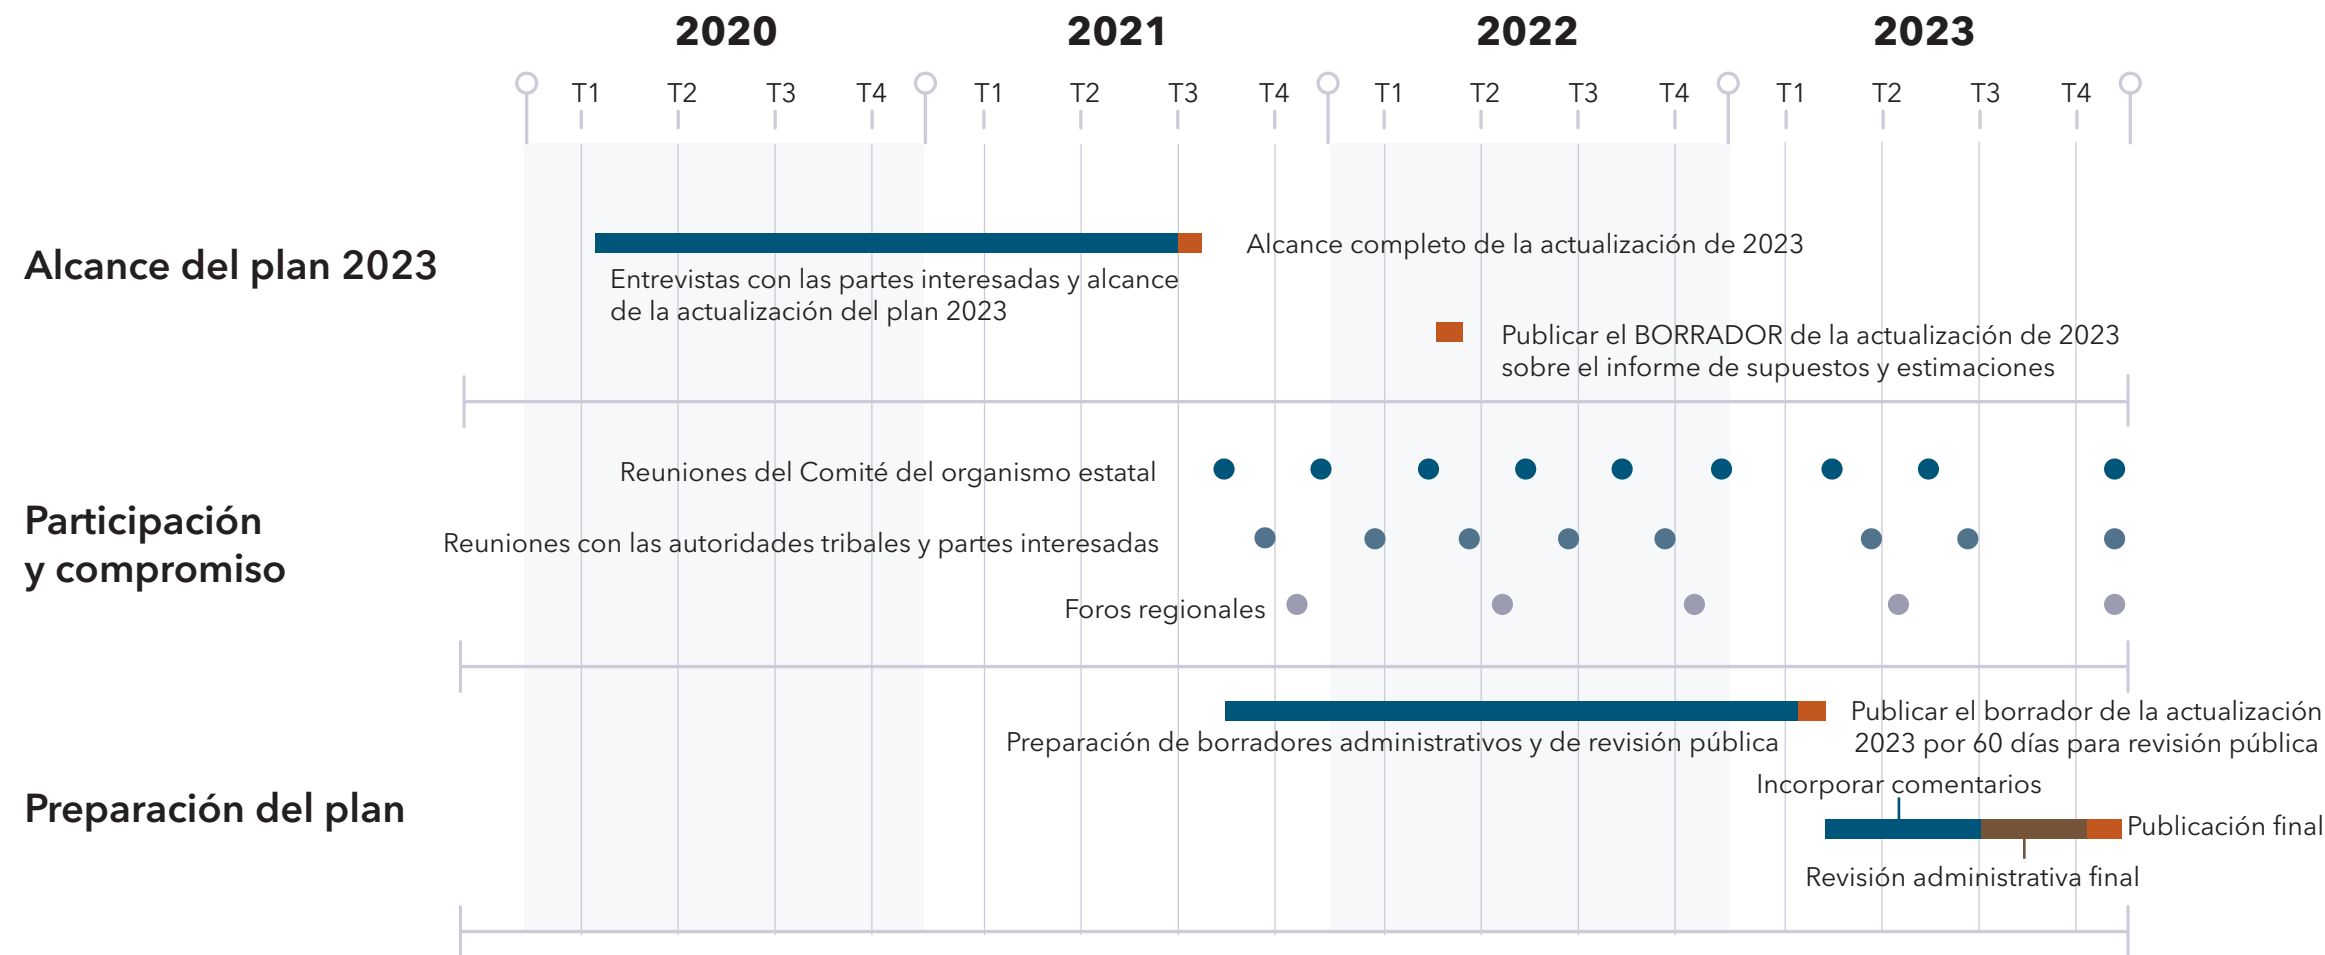 2020 2021 2022 2023
T1 T2 T3 T4 T1 T2 T3 T4 T1 T2 T3 T4 T1 T2 T3 T4
Alcance del plan 2023
Alcance completo de la actualización de 2023
Entrevistas con las partes interesadas y alcance
de la actualización del plan 2023
Publicar el BORRADOR de la actualización de 2023
sobre el informe de supuestos y estimaciones
Participación
y compromiso
Reuniones del Comité del organismo estatal
Reuniones con las autoridades tribales y partes interesadas
Foros regionales
Preparación del plan
Preparación de borradores administrativos y de revisión pública
Publicar el borrador de la actualización
2023 por 60 días para revisión pública
Incorporar comentarios
Publicación final
Revisión administrativa final